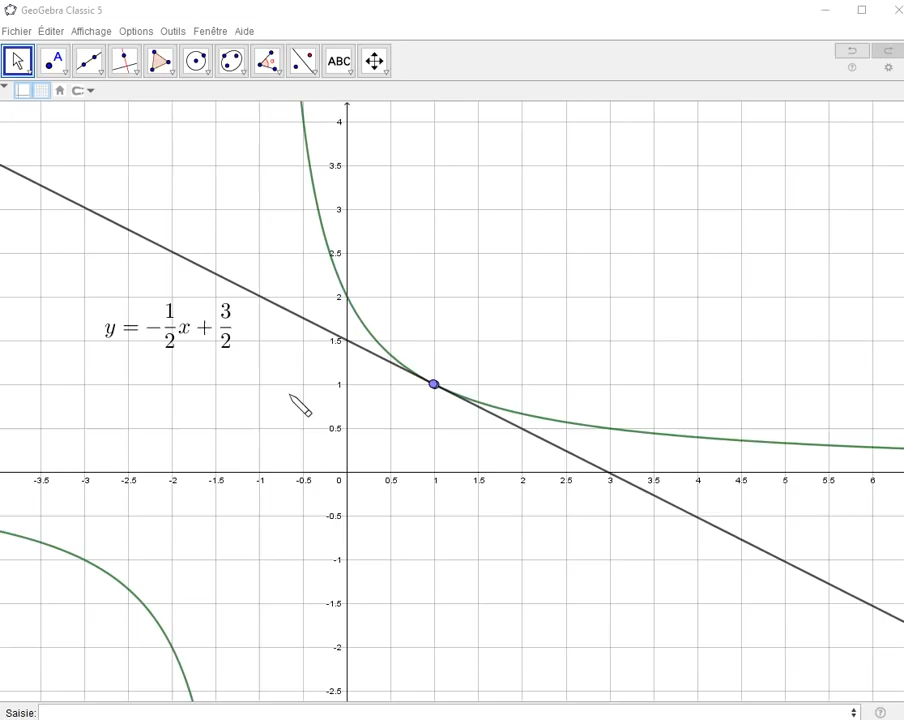 GeoGebra Classic 5
Fichier Éditer Affichage Options Outils Fenêtre Aide
A
α
ABC
4
3.5
3
2.5
2
y = -1/2 x + 3/2
1.5
1
0.5
-3.5 -3 -2.5 -2 -1.5 -1 -0.5 0 0.5 1 1.5 2 2.5 3 3.5 4 4.5 5 5.5 6
-0.5
-1
-1.5
-2
-2.5
Saisie: